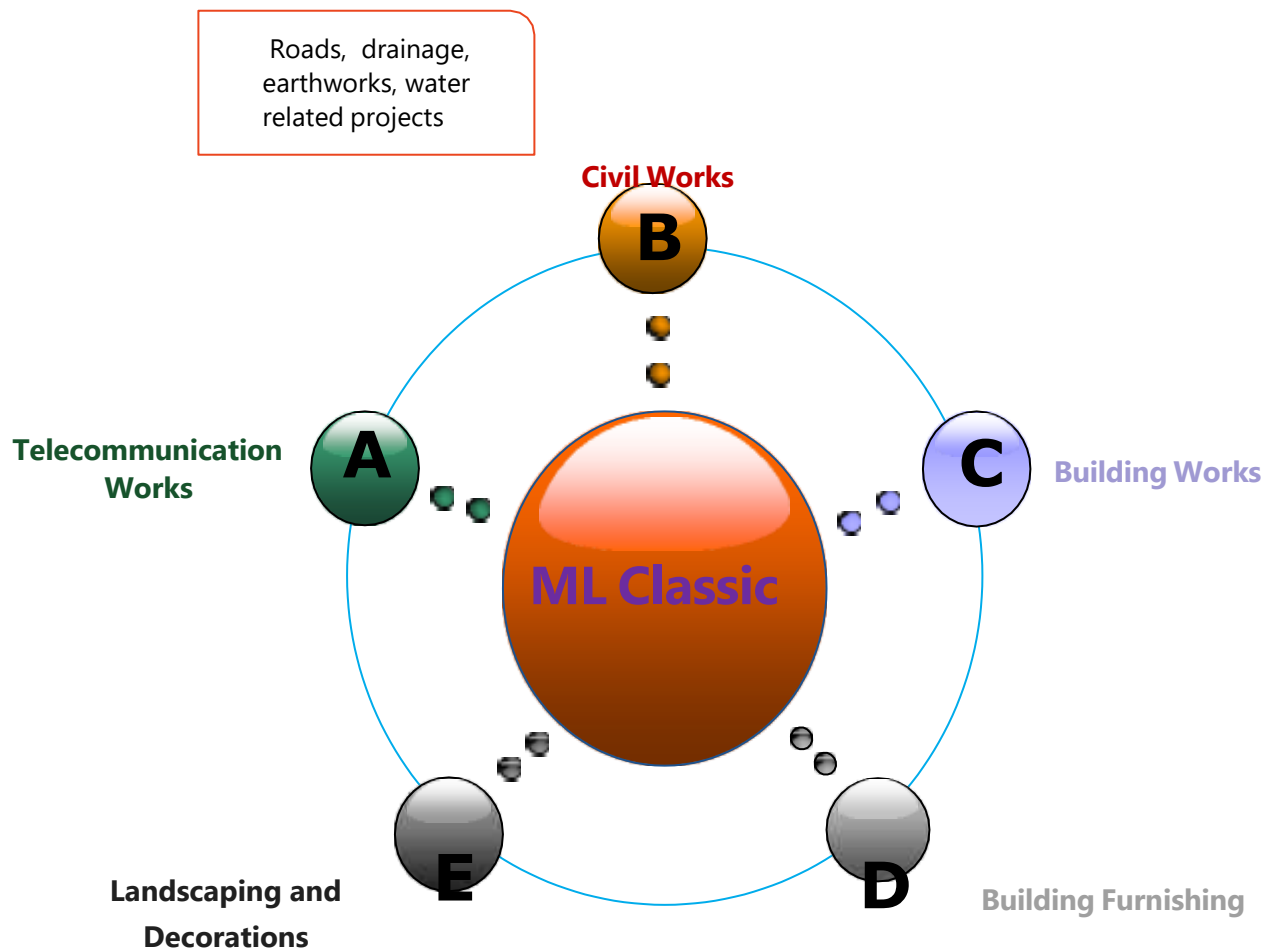 Roads, drainage,
earthworks, water
related projects
Civil Works
B
A
Telecommunication
Works
C
Building Works
ML Classic
E
Landscaping and
Decorations
D
Building Furnishing